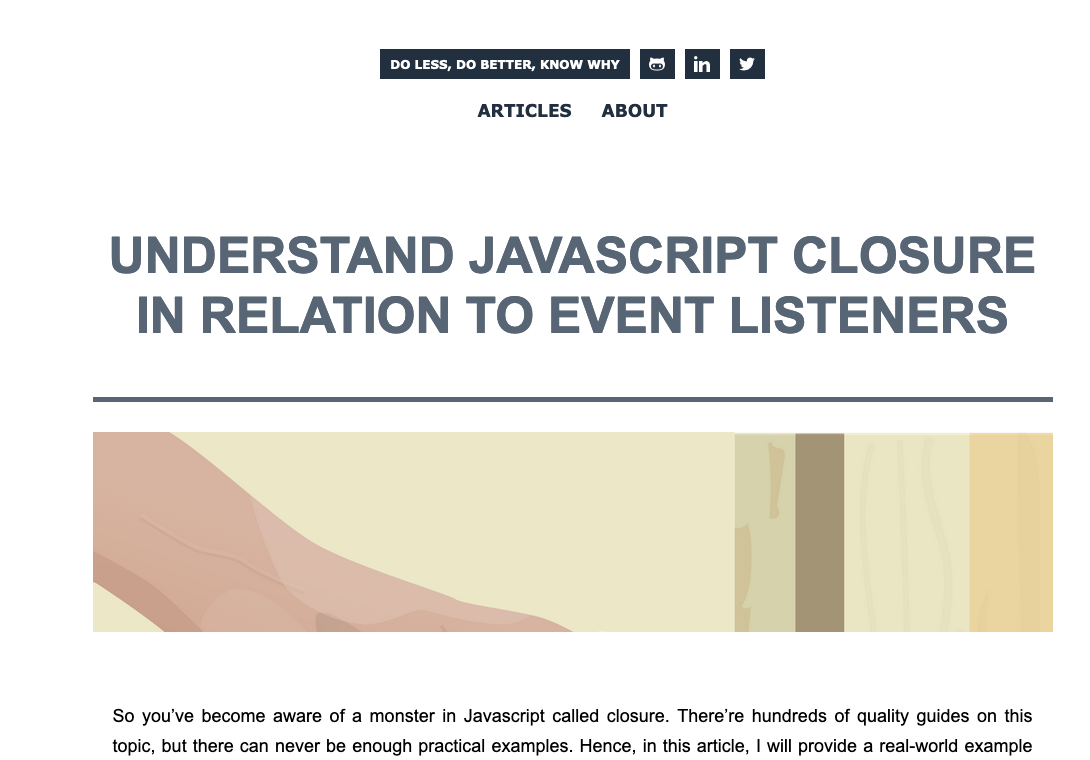 DO LESS, DO BETTER, KNOW WHY
ARTICLES ABOUT
UNDERSTAND JAVASCRIPT CLOSURE
IN RELATION TO EVENT LISTENERS
So you’ve become aware of a monster in Javascript called closure. There’re hundreds of quality guides on this
topic, but there can never be enough practical examples. Hence, in this article, I will provide a real-world example